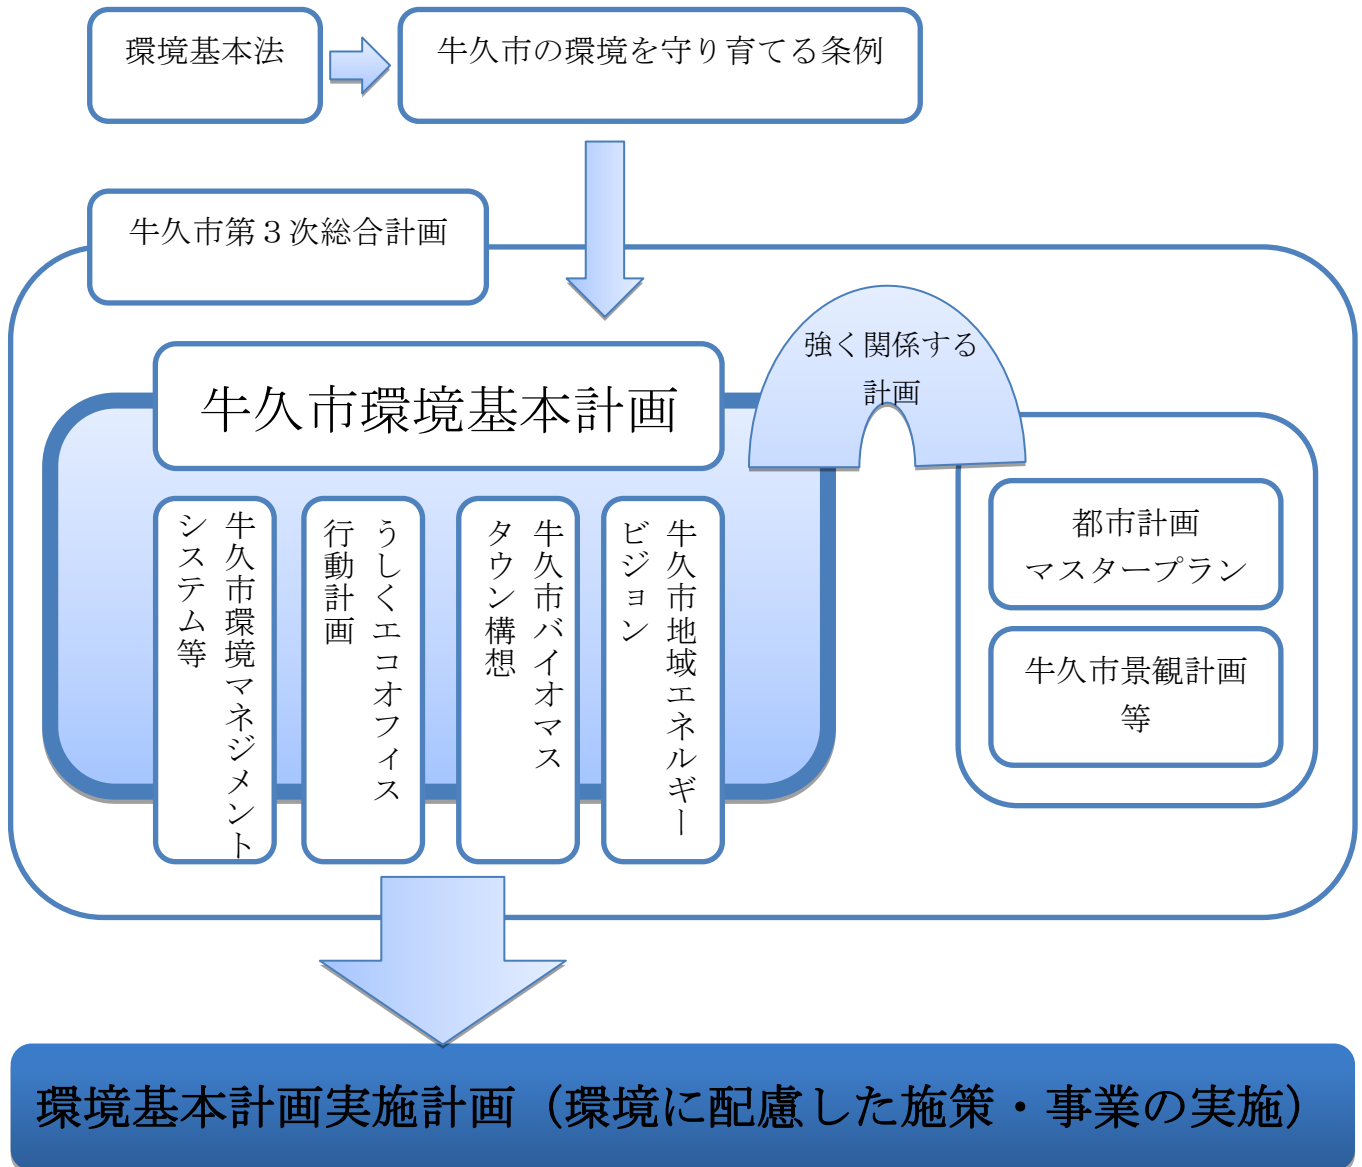 環境基本法
牛久市の環境を守り育てる条例
牛久市第３次総合計画
強く関係する
計画
牛久市環境基本計画
牛久市環境マネジメント
システム等
うしくエコオフィス
行動計画
牛久市バイオマス
タウン構想
牛久市地域エネルギー
ビジョン
都市計画
マスタープラン
牛久市景観計画
等
環境基本計画実施計画（環境に配慮した施策・事業の実施）